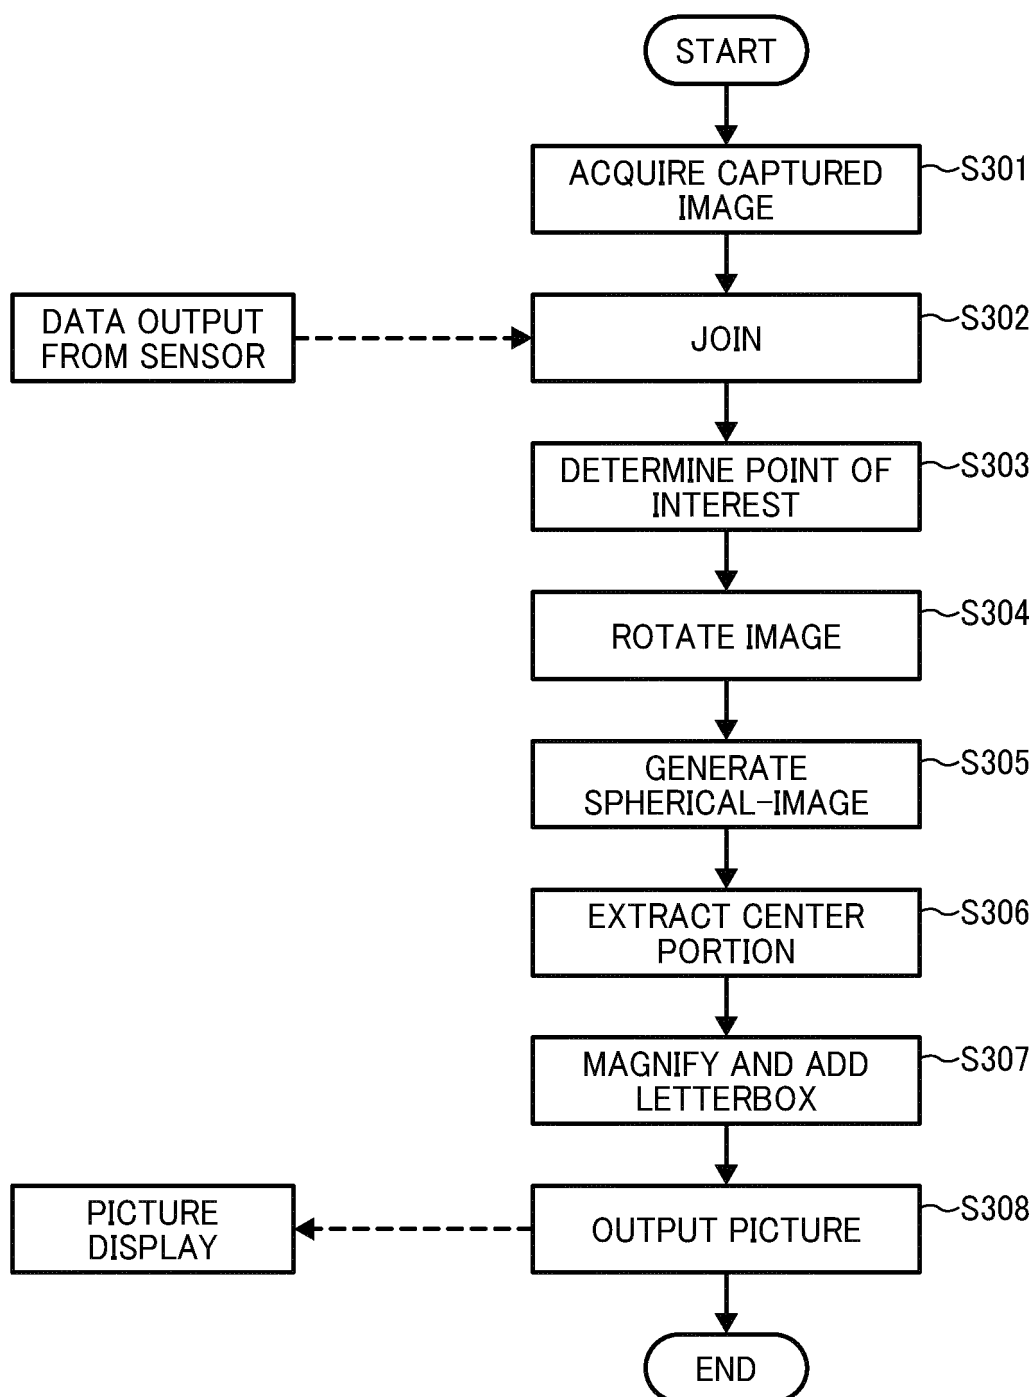 START
ACQUIRE CAPTURED
IMAGE
S301
DATA OUTPUT
FROM SENSOR
JOIN
S302
DETERMINE POINT OF
INTEREST
S303
ROTATE IMAGE
S304
GENERATE
SPHERICAL-IMAGE
S305
EXTRACT CENTER
PORTION
S306
MAGNIFY AND ADD
LETTERBOX
S307
PICTURE
DISPLAY
OUTPUT PICTURE
S308
END